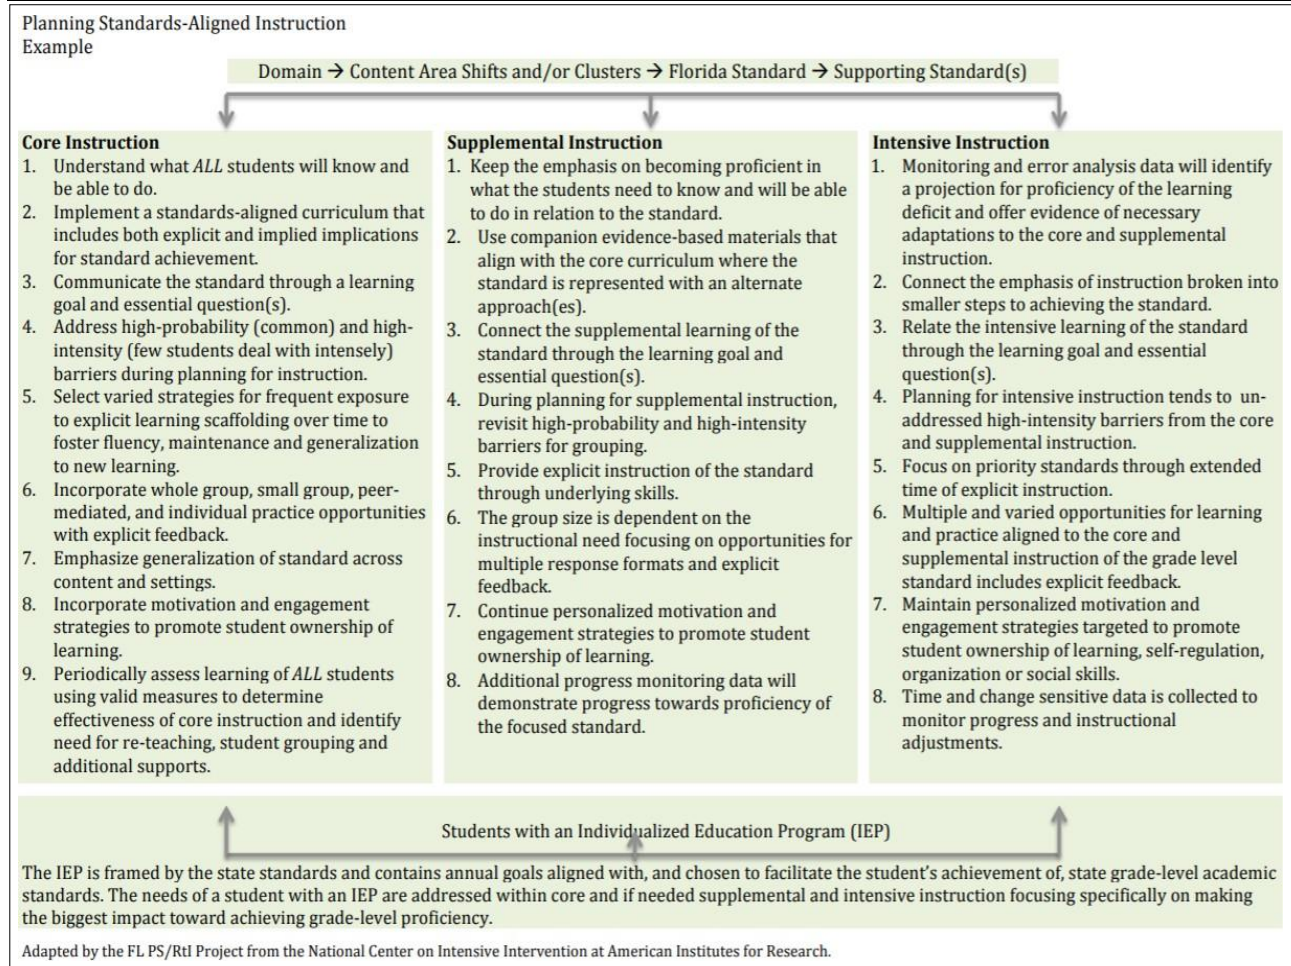 Planning Standards-Aligned Instruction
Example
Domain → Content Area Shifts and/or Clusters → Florida Standard → Supporting Standard(s)
Core Instruction
1. Understand what ALL students will know and
be able to do.
2. Implement a standards-aligned curriculum that
includes both explicit and implied implications
for standard achievement.
3. Communicate the standard through a learning
goal and essential question(s).
4. Address high-probability (common) and high-
intensity (few students deal with intensely)
barriers during planning for instruction.
5. Select varied strategies for frequent exposure
to explicit learning scaffolding over time to
foster fluency, maintenance and generalization
to new learning.
6. Incorporate whole group, small group, peer-
mediated, and individual practice opportunities
with explicit feedback.
7. Emphasize generalization of standard across
content and settings.
8. Incorporate motivation and engagement
strategies to promote student ownership of
learning.
9. Periodically assess learning of ALL students
using valid measures to determine
effectiveness of core instruction and identify
need for re-teaching, student grouping and
additional supports.
Supplemental Instruction
1. Keep the emphasis on becoming proficient in
what the students need to know and will be able
to do in relation to the standard.
2. Use companion evidence-based materials that
align with the core curriculum where the
standard is represented with an alternate
approach(es).
3. Connect the supplemental learning of the
standard through the learning goal and
essential question(s).
4. During planning for supplemental instruction,
revisit high-probability and high-intensity
barriers for grouping.
5. Provide explicit instruction of the standard
through underlying skills.
6. The group size is dependent on the
instructional need focusing on opportunities for
multiple response formats and explicit
feedback.
7. Continue personalized motivation and
engagement strategies to promote student
ownership of learning.
8. Additional progress monitoring data will
demonstrate progress towards proficiency of
the focused standard.
Intensive Instruction
1. Monitoring and error analysis data will identify
a projection for proficiency of the learning
deficit and offer evidence of necessary
adaptations to the core and supplemental
instruction.
2. Connect the emphasis of instruction broken into
smaller steps to achieving the standard.
3. Relate the intensive learning of the standard
through the learning goal and essential
question(s).
4. Planning for intensive instruction tends to un-
addressed high-intensity barriers from the core
and supplemental instruction.
5. Focus on priority standards through extended
time of explicit instruction.
6. Multiple and varied opportunities for learning
and practice aligned to the core and
supplemental instruction of the grade level
standard includes explicit feedback.
7. Maintain personalized motivation and
engagement strategies targeted to promote
student ownership of learning, self-regulation,
organization or social skills.
8. Time and change sensitive data is collected to
monitor progress and instructional
adjustments.
Students with an Individualized Education Program (IEP)
The IEP is framed by the state standards and contains annual goals aligned with, and chosen to facilitate the student's achievement of, state grade-level academic
standards. The needs of a student with an IEP are addressed within core and if needed supplemental and intensive instruction focusing specifically on making
the biggest impact toward achieving grade-level proficiency.
Adapted by the FL PS/RtI Project from the National Center on Intensive Intervention at American Institutes for Research.